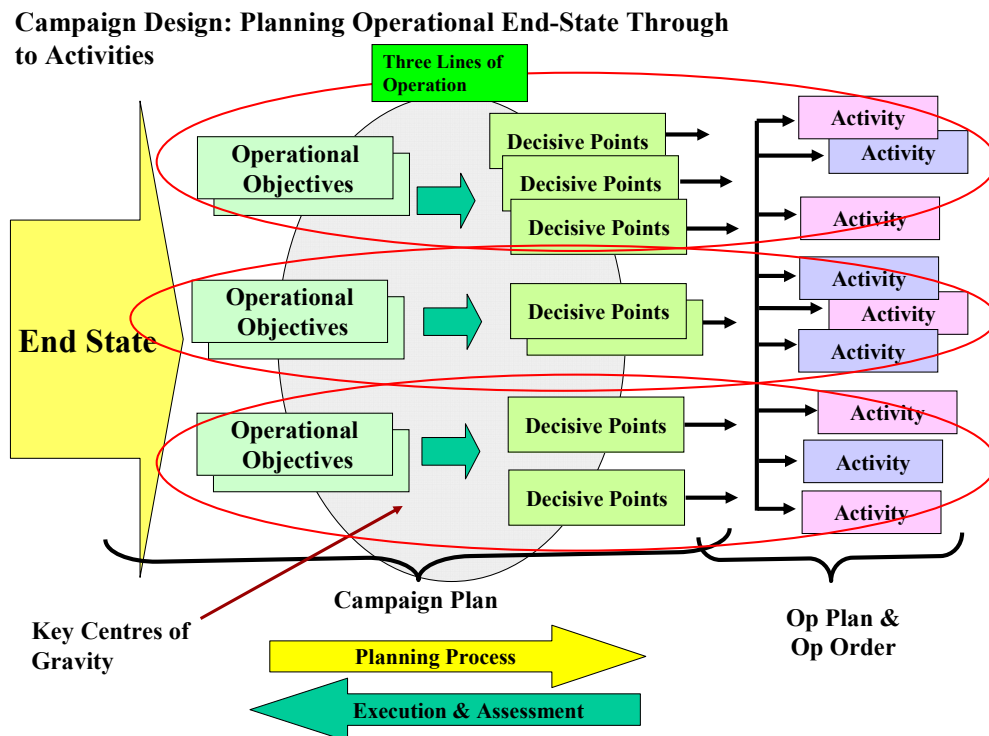 Campaign Design: Planning Operational End-State Through
to Activities
Three Lines of
Operation
End State
Operational
Objectives
Decisive Points
Decisive Points
Decisive Points
Activity
Activity
Activity
Operational
Objectives
Decisive Points
Activity
Activity
Activity
Operational
Objectives
Decisive Points
Decisive Points
Activity
Activity
Activity
Campaign Plan
Op Plan &
Op Order
Key Centres of
Gravity
Planning Process
Execution & Assessment